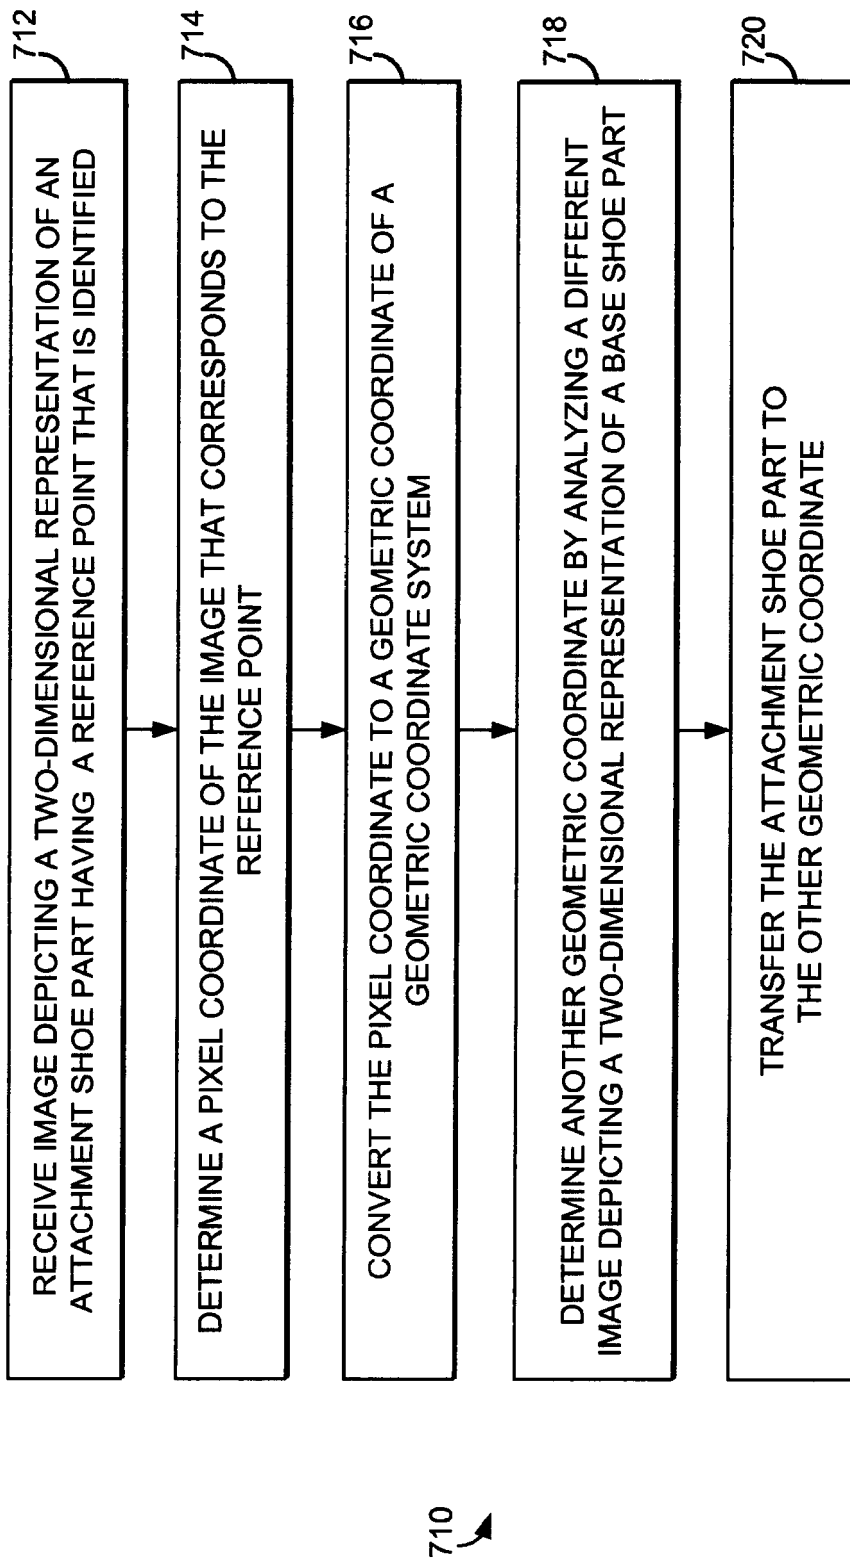 710
712
RECEIVE IMAGE DEPICTING A TWO-DIMENSIONAL REPRESENTATION OF AN
ATTACHMENT SHOE PART HAVING A REFERENCE POINT THAT IS IDENTIFIED
714
DETERMINE A PIXEL COORDINATE OF THE IMAGE THAT CORRESPONDS TO THE
REFERENCE POINT
716
CONVERT THE PIXEL COORDINATE TO A GEOMETRIC COORDINATE OF A
GEOMETRIC COORDINATE SYSTEM
718
DETERMINE ANOTHER GEOMETRIC COORDINATE BY ANALYZING A DIFFERENT
IMAGE DEPICTING A TWO-DIMENSIONAL REPRESENTATION OF A BASE SHOE PART
720
TRANSFER THE ATTACHMENT SHOE PART TO
THE OTHER GEOMETRIC COORDINATE